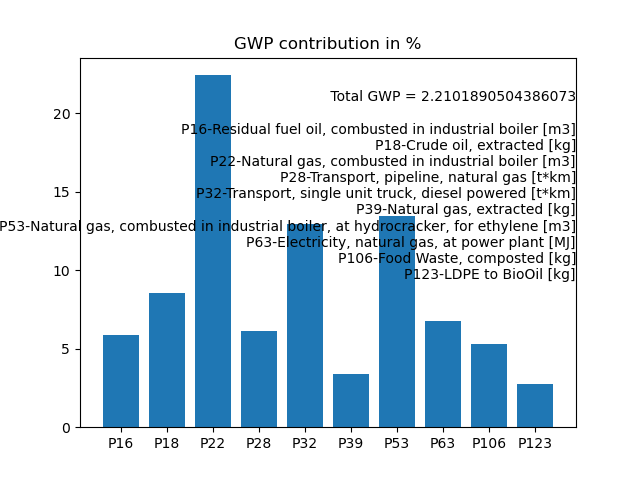 GWP contribution in %
Total GWP = 2.2101890504386073
P16-Residual fuel oil, combusted in industrial boiler [m3]
P18-Crude oil, extracted [kg]
P22-Natural gas, combusted in industrial boiler [m3]
P28-Transport, pipeline, natural gas [t*km]
P32-Transport, single unit truck, diesel powered [t*km]
P39-Natural gas, extracted [kg]
P53-Natural gas, combusted in industrial boiler, at hydrocracker, for ethylene [m3]
P63-Electricity, natural gas, at power plant [MJ]
P106-Food Waste, composted [kg]
P123-LDPE to BioOil [kg]
20
15
10
5
0
P16 P18 P22 P28 P32 P39 P53 P63 P106 P123